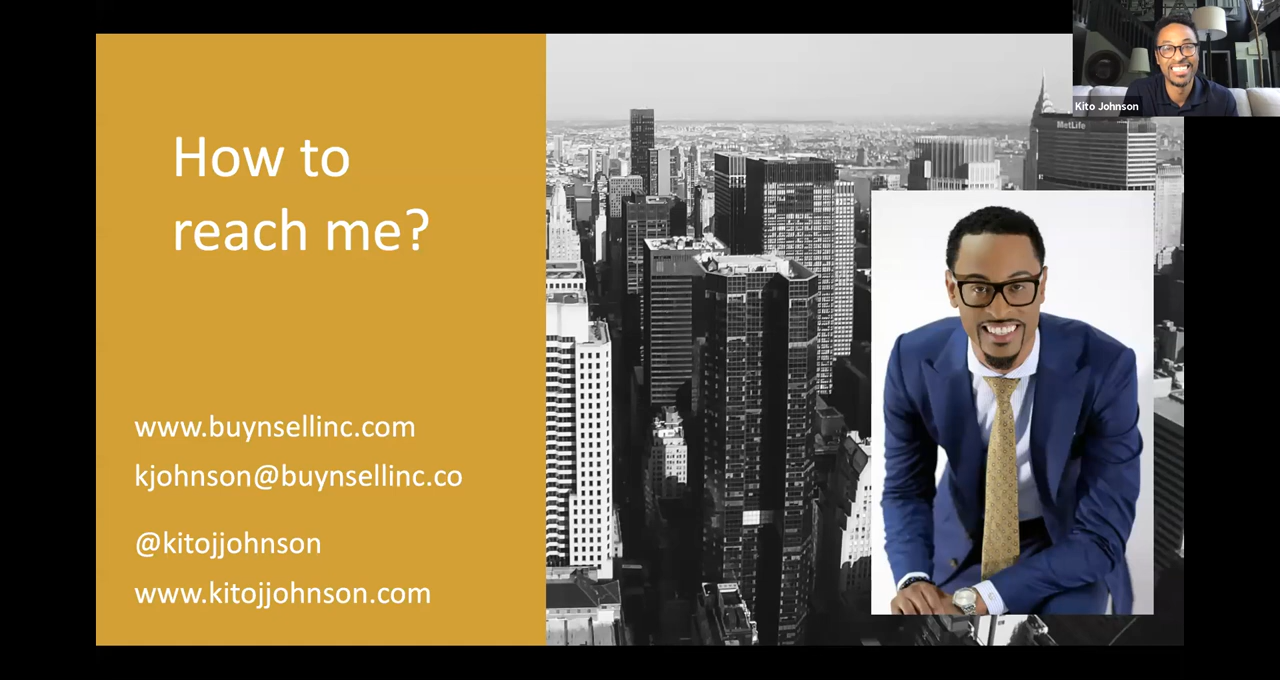 How to
reach me?
www.buynsellinc.com
kjohnson@buynsellinc.co
@kitojjohnson
www.kitojjohnson.com
MetLife
Kito Johnson